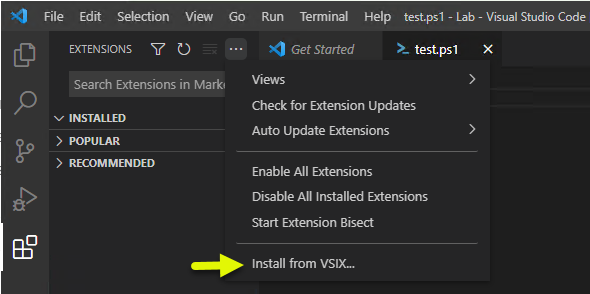 File Edit Selection View Go Run Terminal Help test.ps1 - Lab - Visual Studio Code
EXTENSIONS
Get Started
test.ps1
Search Extensions in Mark
INSTALLED
POPULAR
RECOMMENDED
Views
Check for Extension Updates
Auto Update Extensions
Enable All Extensions
Disable All Installed Extensions
Start Extension Bisect
Install from VSIX...